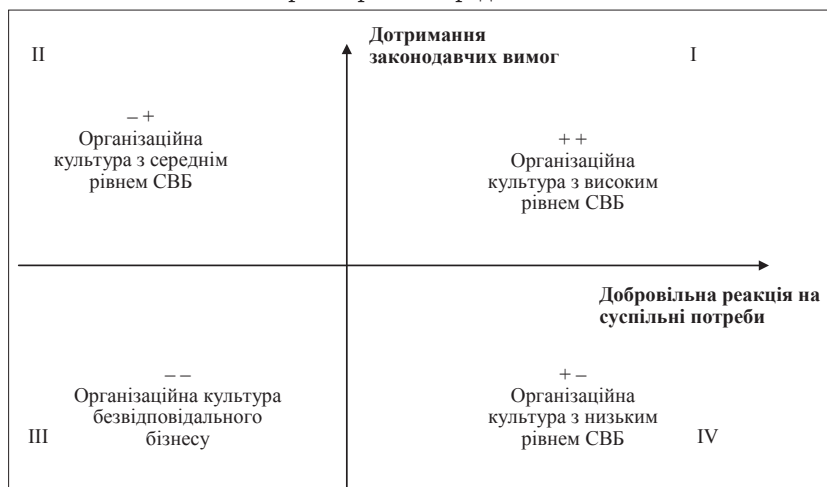 Дотримання
законодавчих вимог
II
I
– +
Організаційна
культура з середнім
рівнем СВБ
+ +
Організаційна
культура з високим
рівнем СВБ
Добровільна реакція на
суспільні потреби
– –
Організаційна культура
безвідповідального
бізнесу
III
+ –
Організаційна
культура з низьким
рівнем СВБ
IV